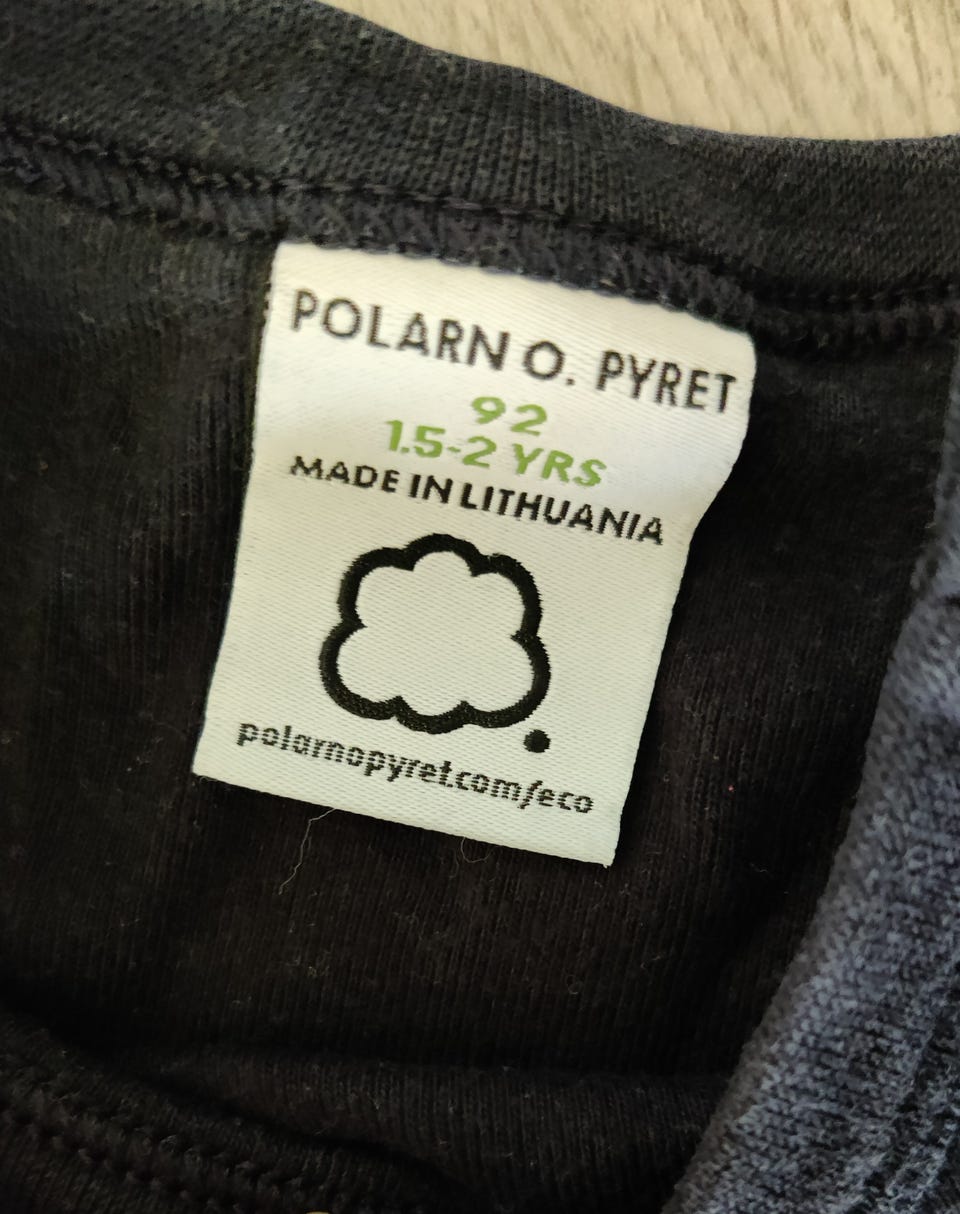 POLARN O. PYRET
92
1.5-2 YRS
MADE IN LITHUANIA
polarnopyret.com/eco